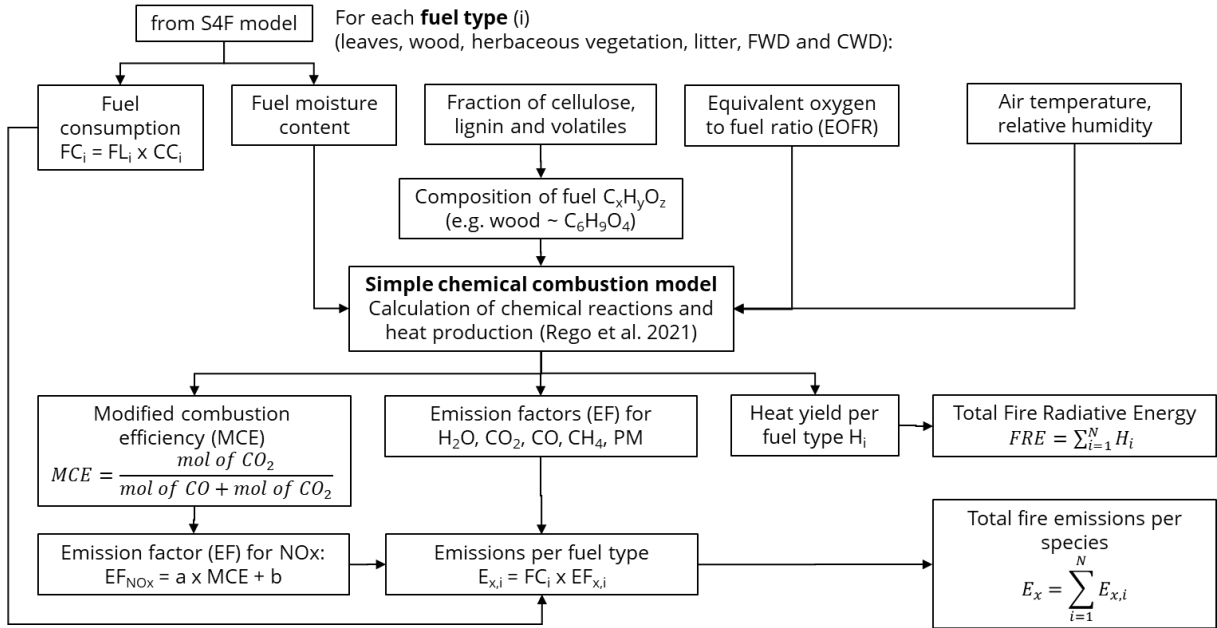 from S4F model
For each fuel type (i)
(leaves, wood, herbaceous vegetation, litter, FWD and CWD):
Fuel
consumption
FCᵢ = FLᵢ x CCᵢ
Fuel moisture
content
Fraction of cellulose,
lignin and volatiles
Equivalent oxygen
to fuel ratio (EOFR)
Air temperature,
relative humidity
Composition of fuel CₓHᵧO_z
(e.g. wood ~ C₆H₉O₄)
Simple chemical combustion model
Calculation of chemical reactions and
heat production (Rego et al. 2021)
Modified combustion
efficiency (MCE)
MCE = mol of CO₂ / mol of CO + mol of CO₂
Emission factors (EF) for
H₂O, CO₂, CO, CH₄, PM
Heat yield per
fuel type Hᵢ
Total Fire Radiative Energy
FRE = ∑ᵢ₌₁ᴺ Hᵢ
Emission factor (EF) for NOx:
EF_NOx = a x MCE + b
Emissions per fuel type
Eₓ,ᵢ = FCᵢ x EFₓ,ᵢ
Total fire emissions per
species
Eₓ = ∑ᵢ₌₁ᴺ Eₓ,ᵢ